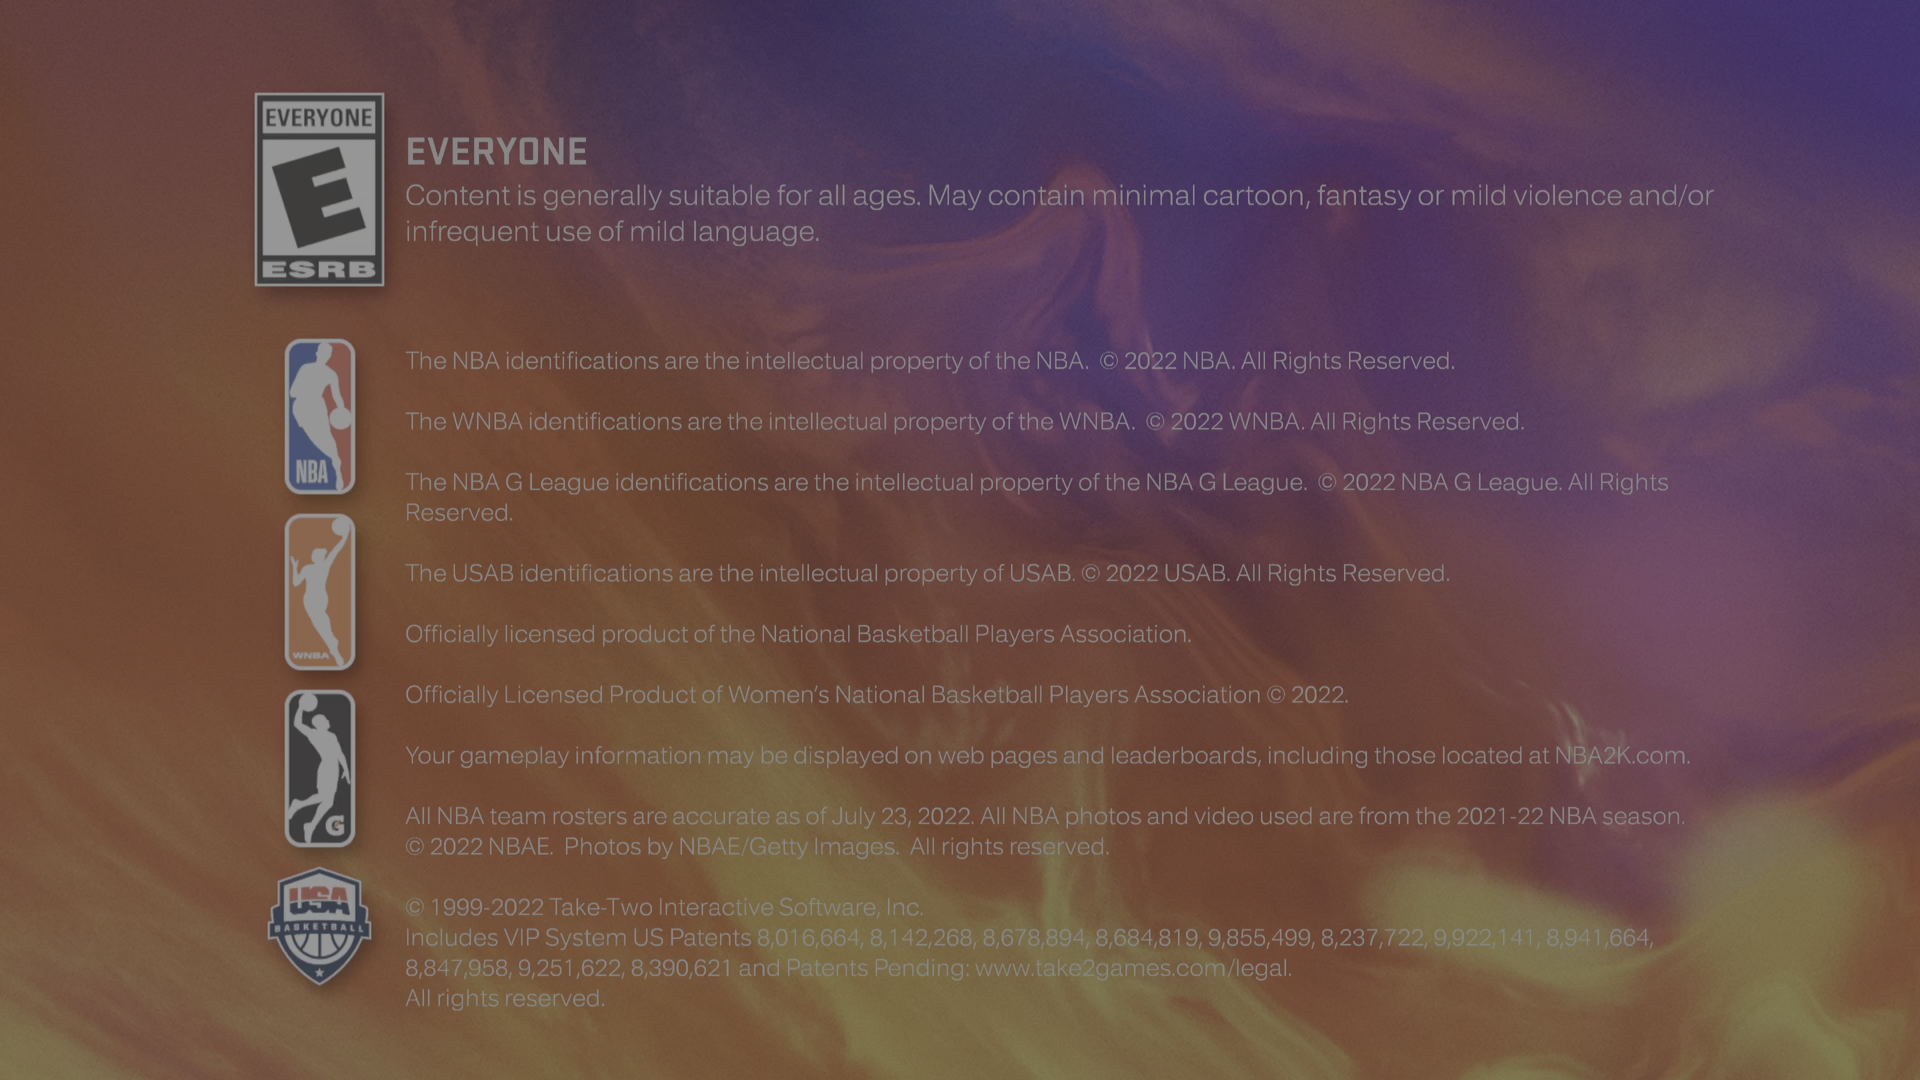 EVERYONE
E
ESRB
EVERYONE
Content is generally suitable for all ages. May contain minimal cartoon, fantasy or mild violence and/or
infrequent use of mild language.
NBA
The NBA identifications are the intellectual property of the NBA.  © 2022 NBA. All Rights Reserved.
The WNBA identifications are the intellectual property of the WNBA.  © 2022 WNBA. All Rights Reserved.
The NBA G League identifications are the intellectual property of the NBA G League.  © 2022 NBA G League. All Rights
Reserved.
WNBA
The USAB identifications are the intellectual property of USAB. © 2022 USAB. All Rights Reserved.
Officially licensed product of the National Basketball Players Association.
Officially Licensed Product of Women’s National Basketball Players Association © 2022.
G
Your gameplay information may be displayed on web pages and leaderboards, including those located at NBA2K.com.
All NBA team rosters are accurate as of July 23, 2022. All NBA photos and video used are from the 2021-22 NBA season.
© 2022 NBAE.  Photos by NBAE/Getty Images.  All rights reserved.
USA
BASKETBALL
© 1999-2022 Take-Two Interactive Software, Inc.
Includes VIP System US Patents 8,016,664, 8,142,268, 8,678,894, 8,684,819, 9,855,499, 8,237,722, 9,922,141, 8,941,664,
8,847,958, 9,251,622, 8,390,621 and Patents Pending: www.take2games.com/legal.
All rights reserved.